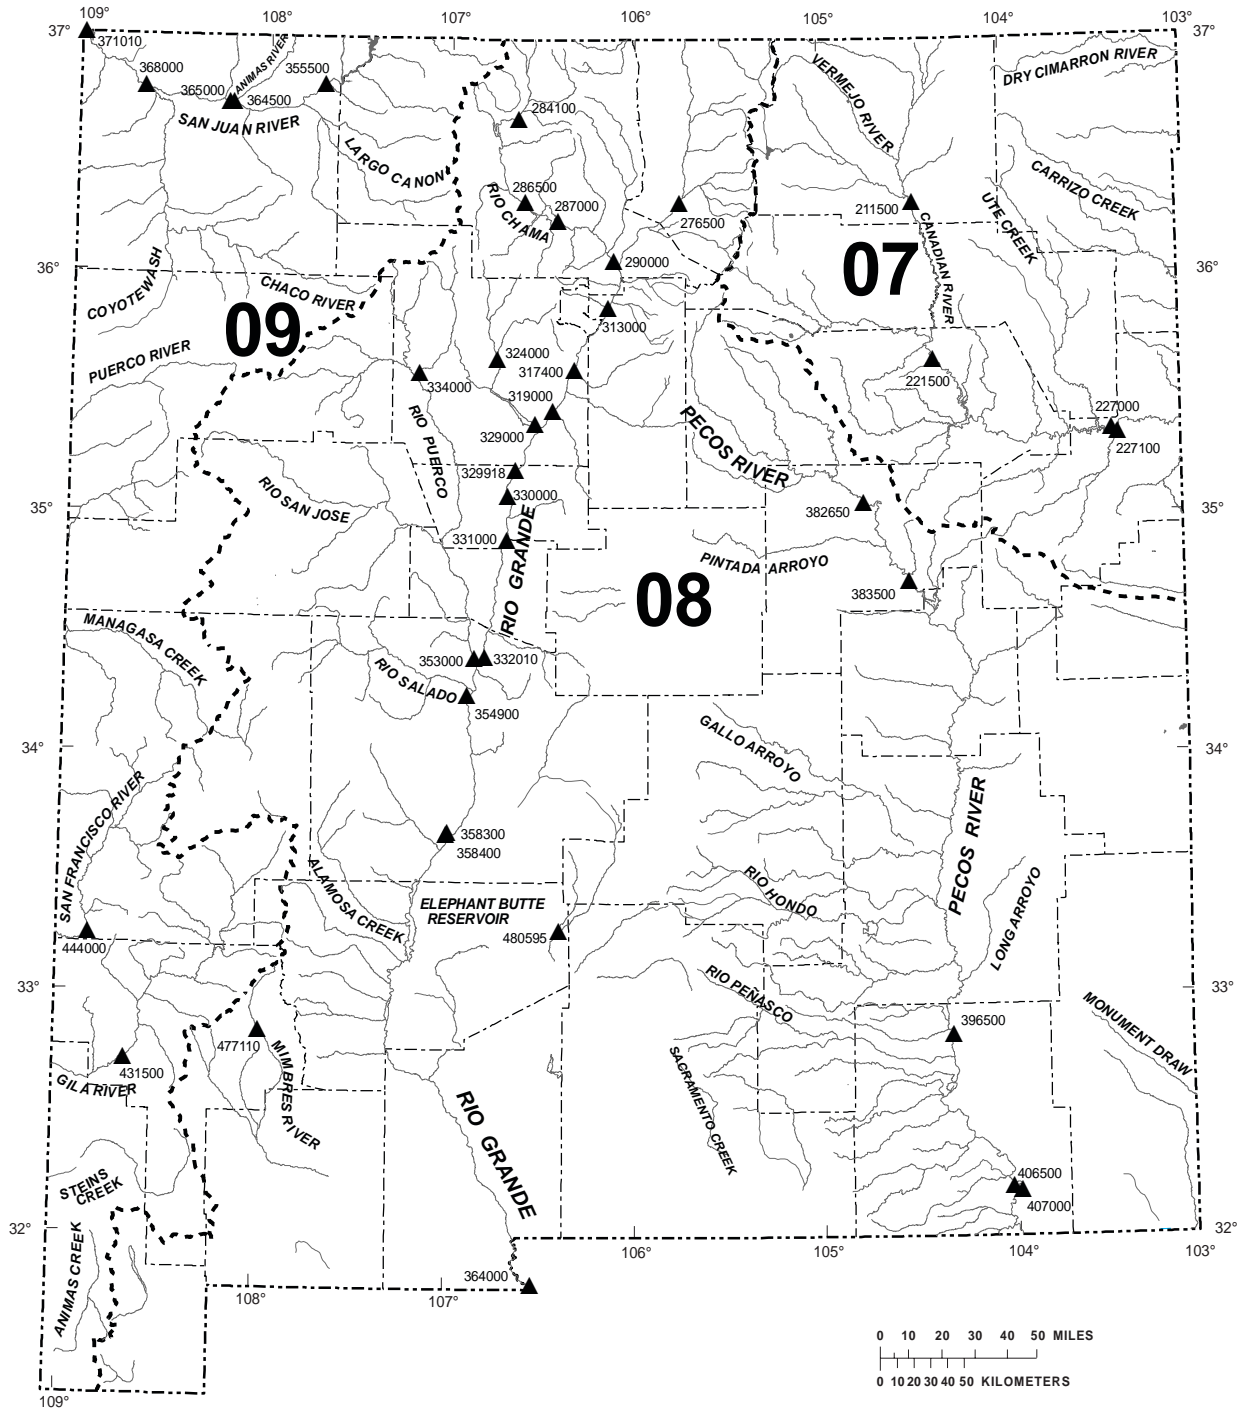 109°
108°
107°
106°
105°
104°
103°
37°
37°
371010
368000
365000
ANIMAS RIVER
364500
355500
SAN JUAN RIVER
LARGO CANON
284100
286500
287000
RIO CHAMA
276500
290000
VERMEJO RIVER
DRY CIMARRON RIVER
CARRIZO CREEK
UTE CREEK
211500
CANADIAN RIVER
07
36°
36°
COYOTE WASH
CHACO RIVER
09
PUERCO RIVER
313000
324000
317400
334000
319000
329000
221500
227000
227100
RIO PUERCO
PECOS RIVER
329918
330000
RIO SAN JOSE
35°
35°
382650
331000
RIO GRANDE
PINTADA ARROYO
383500
08
MANAGASA CREEK
353000
332010
RIO SALADO
354900
GALLO ARROYO
34°
34°
SAN FRANCISCO RIVER
PECOS RIVER
358300
358400
ALAMOSA CREEK
ELEPHANT BUTTE
RESERVOIR
RIO HONDO
LONG ARROYO
480595
444000
33°
33°
RIO PEÑASCO
396500
MONUMENT DRAW
477110
MIMBRES RIVER
431500
GILA RIVER
SACRAMENTO CREEK
RIO GRANDE
STEINS
CREEK
406500
407000
32°
32°
ANIMAS CREEK
106°
105°
104°
103°
364000
108°
107°
109°
0 10 20 30 40 50 MILES
0 10 20 30 40 50 KILOMETERS